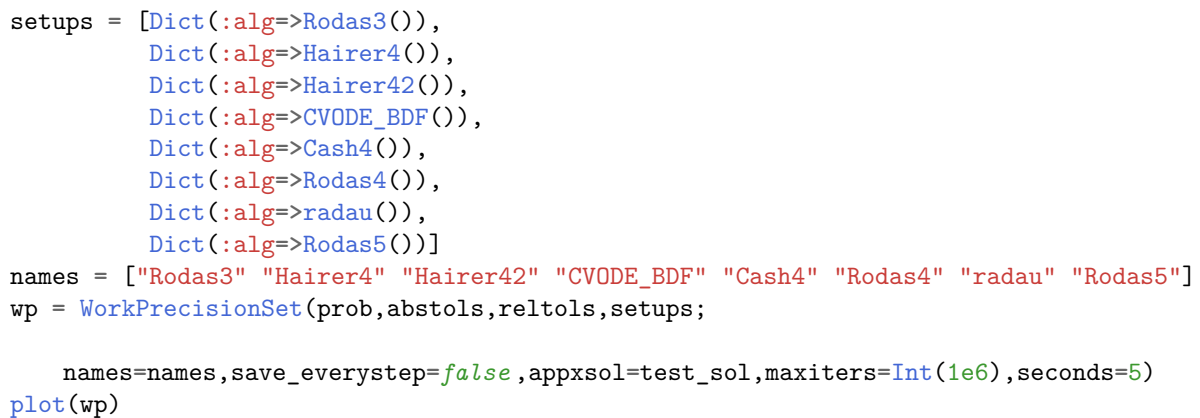 setups = [Dict(:alg=>Rodas3()),
          Dict(:alg=>Hairer4()),
          Dict(:alg=>Hairer42()),
          Dict(:alg=>CVODE_BDF()),
          Dict(:alg=>Cash4()),
          Dict(:alg=>Rodas4()),
          Dict(:alg=>radau()),
          Dict(:alg=>Rodas5())]
names = ["Rodas3" "Hairer4" "Hairer42" "CVODE_BDF" "Cash4" "Rodas4" "radau" "Rodas5"]
wp = WorkPrecisionSet(prob,abstols,reltols,setups;
    names=names,save_everystep=false,appxsol=test_sol,maxiters=Int(1e6),seconds=5)
plot(wp)